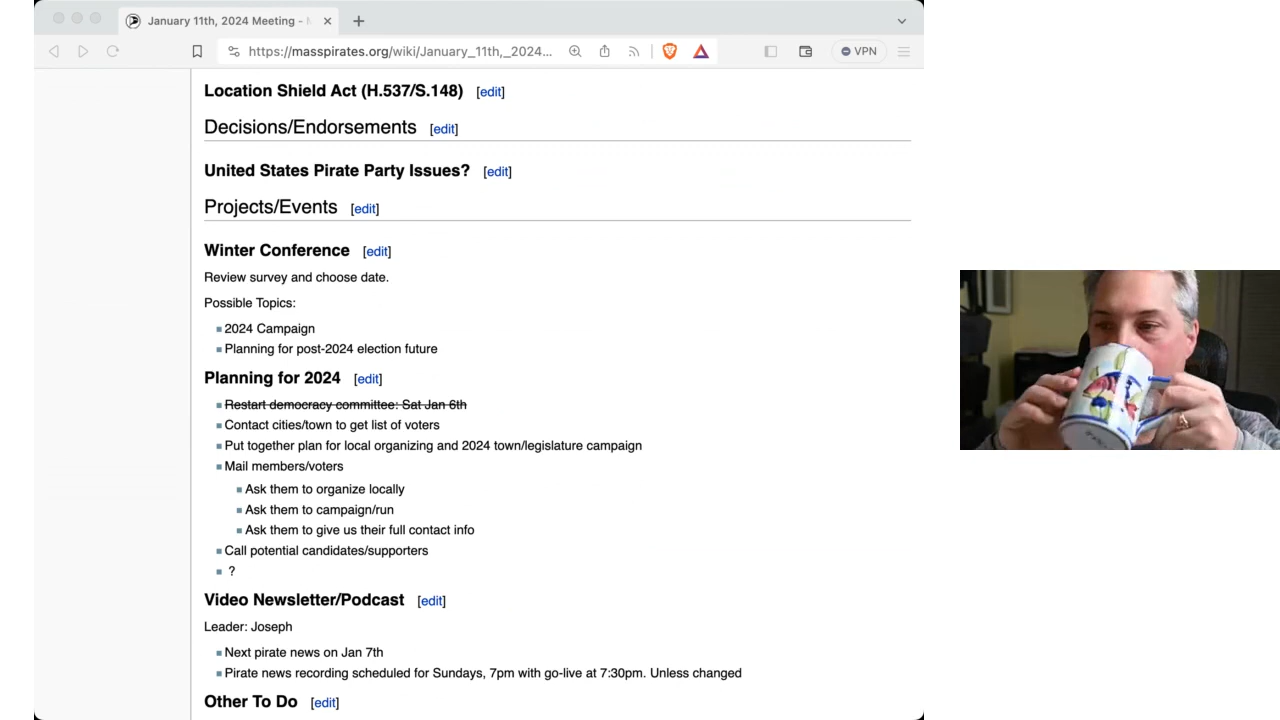 January 11th, 2024 Meeting -
https://masspirates.org/wiki/January_11th,_2024...
VPN
Location Shield Act (H.537/S.148) [edit]
Decisions/Endorsements [edit]
United States Pirate Party Issues? [edit]
Projects/Events [edit]
Winter Conference [edit]
Review survey and choose date.
Possible Topics:
2024 Campaign
Planning for post-2024 election future
Planning for 2024 [edit]
Restart democracy committee: Sat Jan 6th
Contact cities/town to get list of voters
Put together plan for local organizing and 2024 town/legislature campaign
Mail members/voters
Ask them to organize locally
Ask them to campaign/run
Ask them to give us their full contact info
Call potential candidates/supporters
?
Video Newsletter/Podcast [edit]
Leader: Joseph
Next pirate news on Jan 7th
Pirate news recording scheduled for Sundays, 7pm with go-live at 7:30pm. Unless changed
Other To Do [edit]